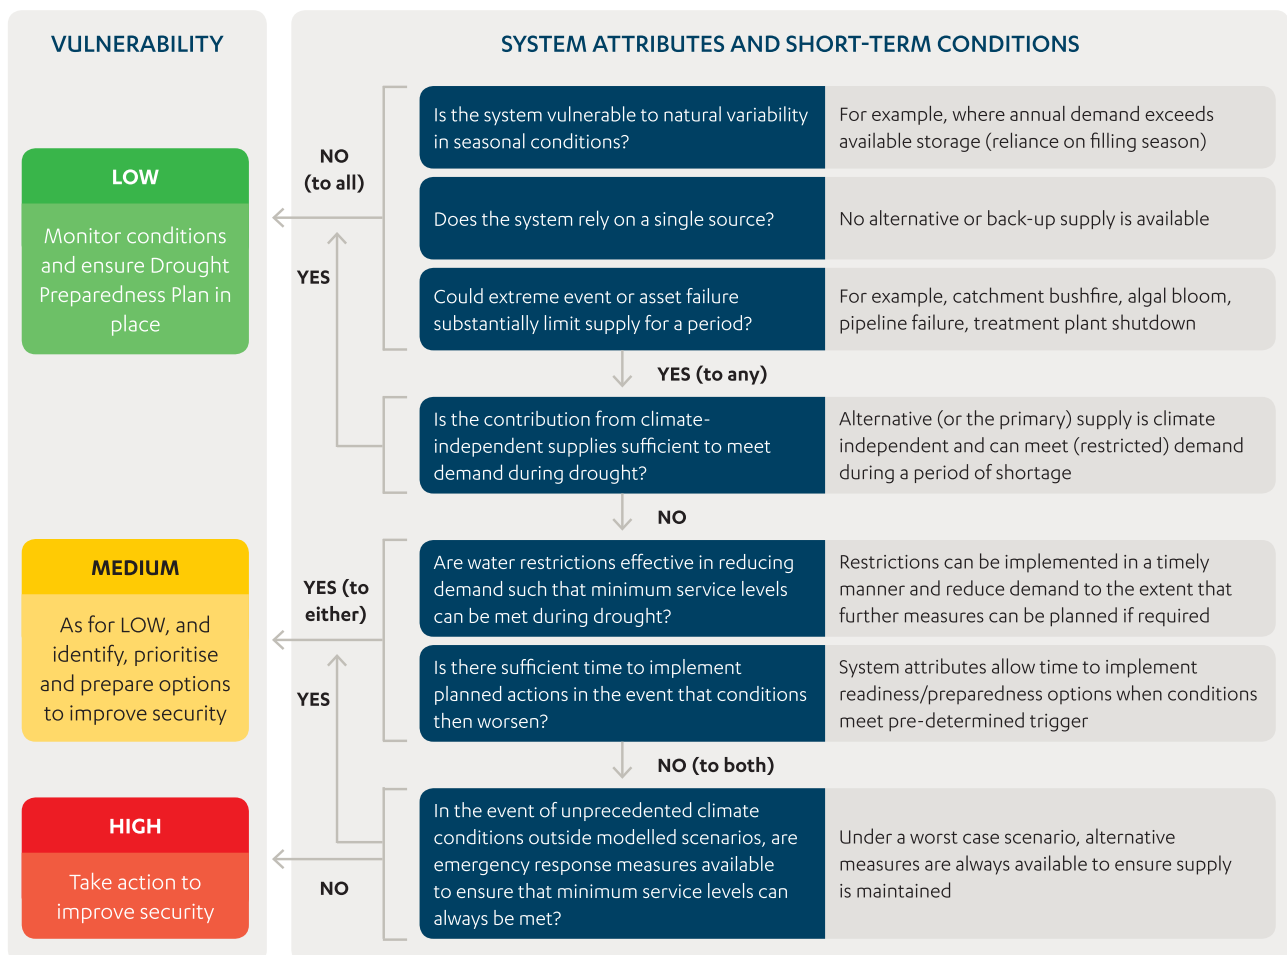 VULNERABILITY
SYSTEM ATTRIBUTES AND SHORT-TERM CONDITIONS
LOW
Monitor conditions
and ensure Drought
Preparedness Plan in
place
NO
(to all)
YES
Is the system vulnerable to natural variability
in seasonal conditions?
For example, where annual demand exceeds
available storage (reliance on filling season)
Does the system rely on a single source?
No alternative or back-up supply is available
Could extreme event or asset failure
substantially limit supply for a period?
For example, catchment bushfire, algal bloom,
pipeline failure, treatment plant shutdown
YES (to any)
Is the contribution from climate-
independent supplies sufficient to meet
demand during drought?
Alternative (or the primary) supply is climate
independent and can meet (restricted) demand
during a period of shortage
NO
MEDIUM
As for LOW, and
identify, prioritise
and prepare options
to improve security
YES (to
either)
YES
Are water restrictions effective in reducing
demand such that minimum service levels
can be met during drought?
Restrictions can be implemented in a timely
manner and reduce demand to the extent that
further measures can be planned if required
Is there sufficient time to implement
planned actions in the event that conditions
then worsen?
System attributes allow time to implement
readiness/preparedness options when conditions
meet pre-determined trigger
NO (to both)
HIGH
Take action to
improve security
NO
In the event of unprecedented climate
conditions outside modelled scenarios, are
emergency response measures available
to ensure that minimum service levels can
always be met?
Under a worst case scenario, alternative
measures are always available to ensure supply
is maintained